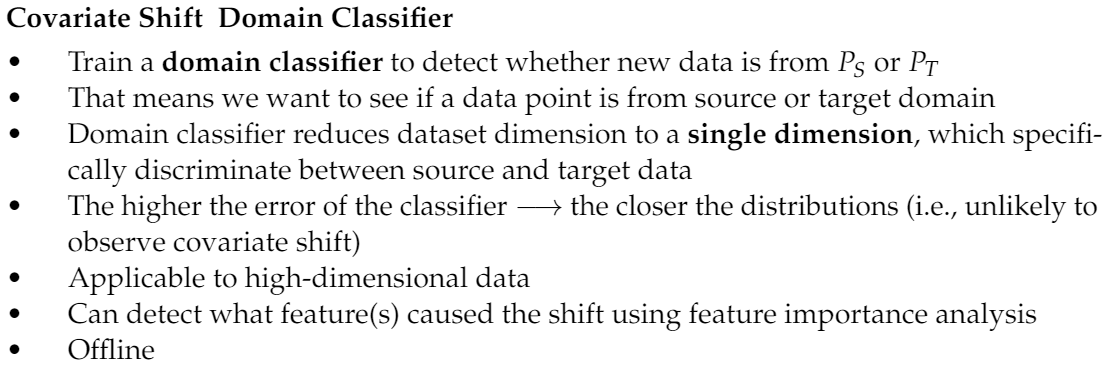 Covariate Shift  Domain Classifier
• Train a domain classifier to detect whether new data is from P_S or P_T
• That means we want to see if a data point is from source or target domain
• Domain classifier reduces dataset dimension to a single dimension, which specifi-
cally discriminate between source and target data
• The higher the error of the classifier ⟶ the closer the distributions (i.e., unlikely to
observe covariate shift)
• Applicable to high-dimensional data
• Can detect what feature(s) caused the shift using feature importance analysis
• Offline